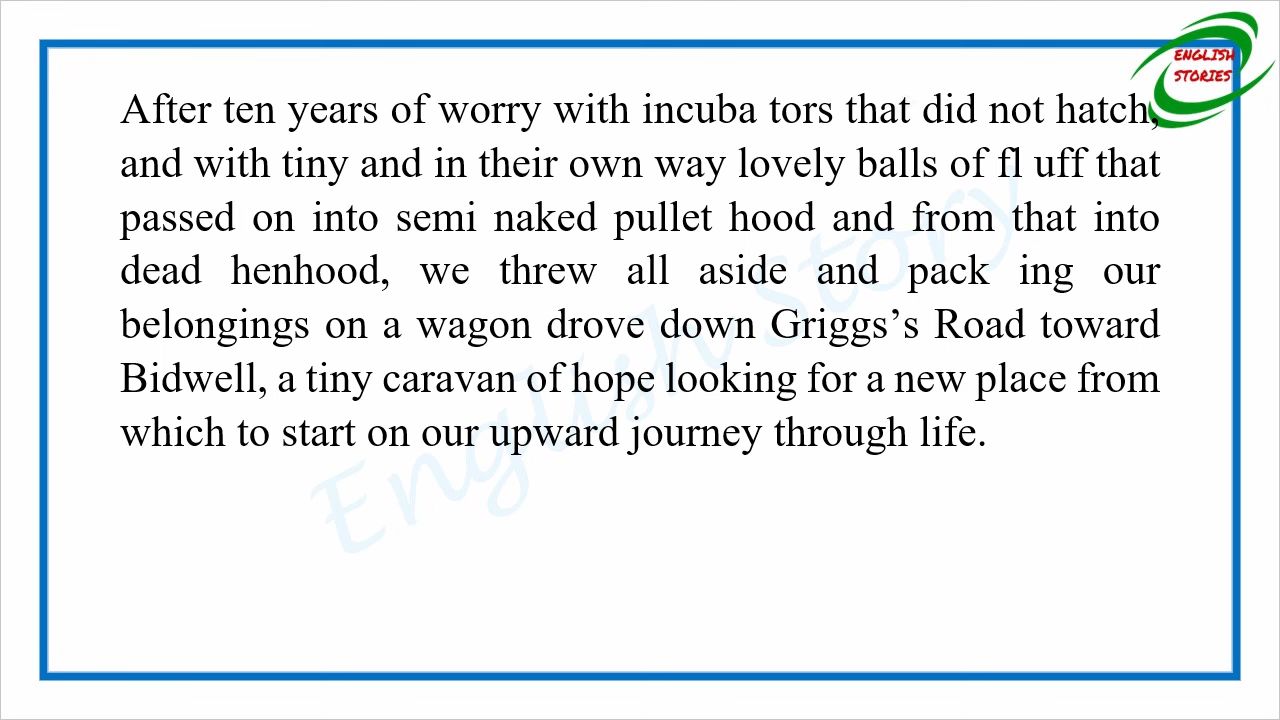 ENGLISH
STORIES
After ten years of worry with incuba tors that did not hatch,
and with tiny and in their own way lovely balls of fl uff that
passed on into semi naked pullet hood and from that into
dead henhood, we threw all aside and pack ing our
belongings on a wagon drove down Griggs’s Road toward
Bidwell, a tiny caravan of hope looking for a new place from
which to start on our upward journey through life.
English Story